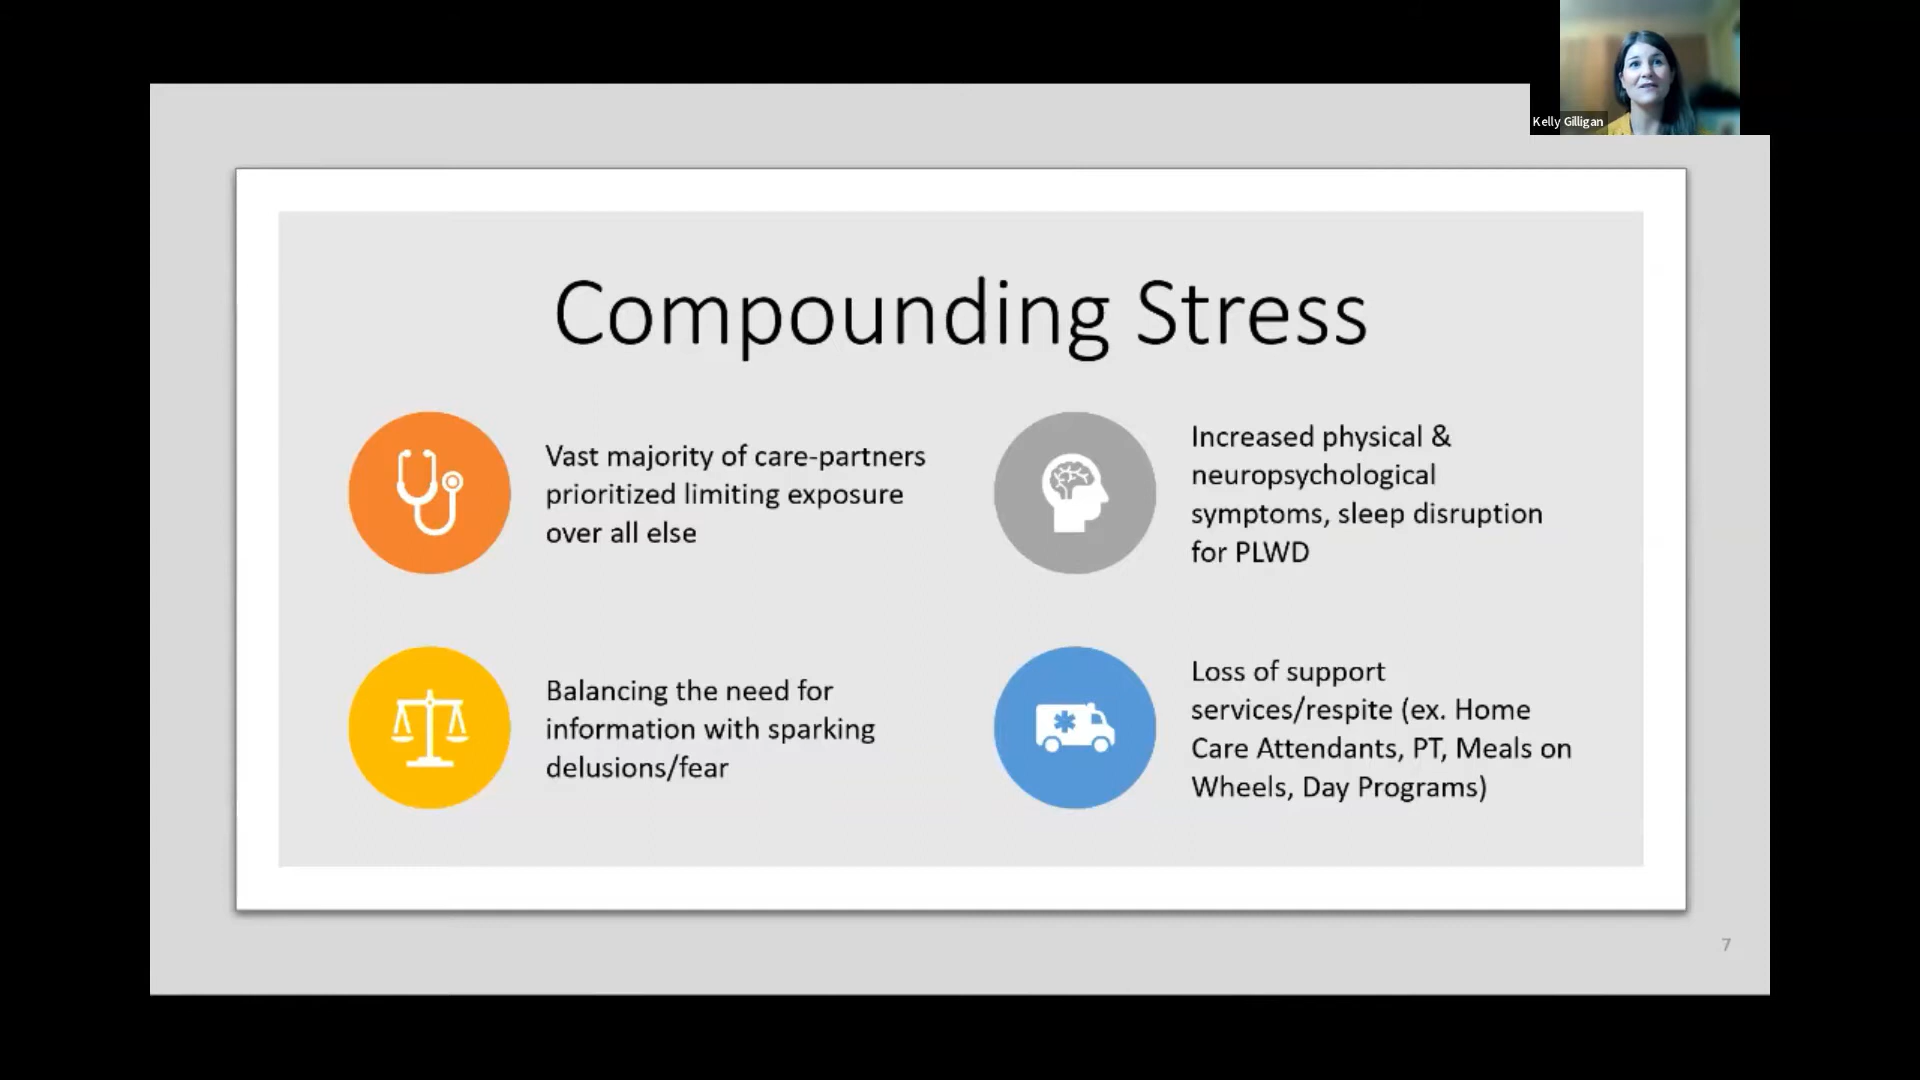 Kelly Gilligan
Compounding Stress
Vast majority of care-partners
prioritized limiting exposure
over all else
Increased physical &
neuropsychological
symptoms, sleep disruption
for PLWD
Balancing the need for
information with sparking
delusions/fear
Loss of support
services/respite (ex. Home
Care Attendants, PT, Meals on
Wheels, Day Programs)
7